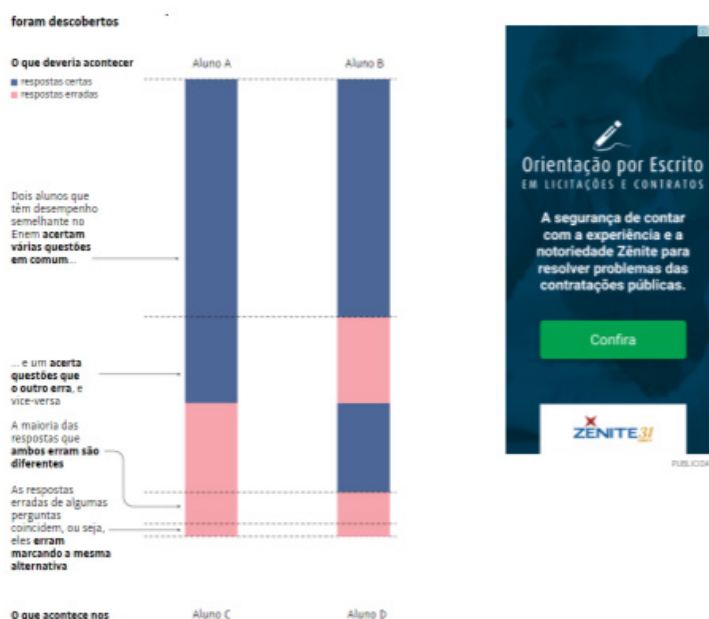 foram descobertos
O que deveria acontecer
respostas certas
respostas erradas
Aluno A
Aluno B
Dois alunos que
têm desempenho
semelhante no
Enem acertam
várias questões
em comum...
... e um acerta
questões que
o outro erra, e
vice-versa
A maioria das
respostas que
ambos erram são
diferentes
As respostas
erradas de algumas
perguntas
coincidem, ou seja,
eles erram
marcando a mesma
alternativa
O que acontece nos
Aluno C
Aluno D
Orientação por Escrito
EM LICITAÇÕES E CONTRATOS
A segurança de contar
com a experiência e a
notoriedade Zênite para
resolver problemas das
contratações públicas.
Confira
ZÊNITE 31